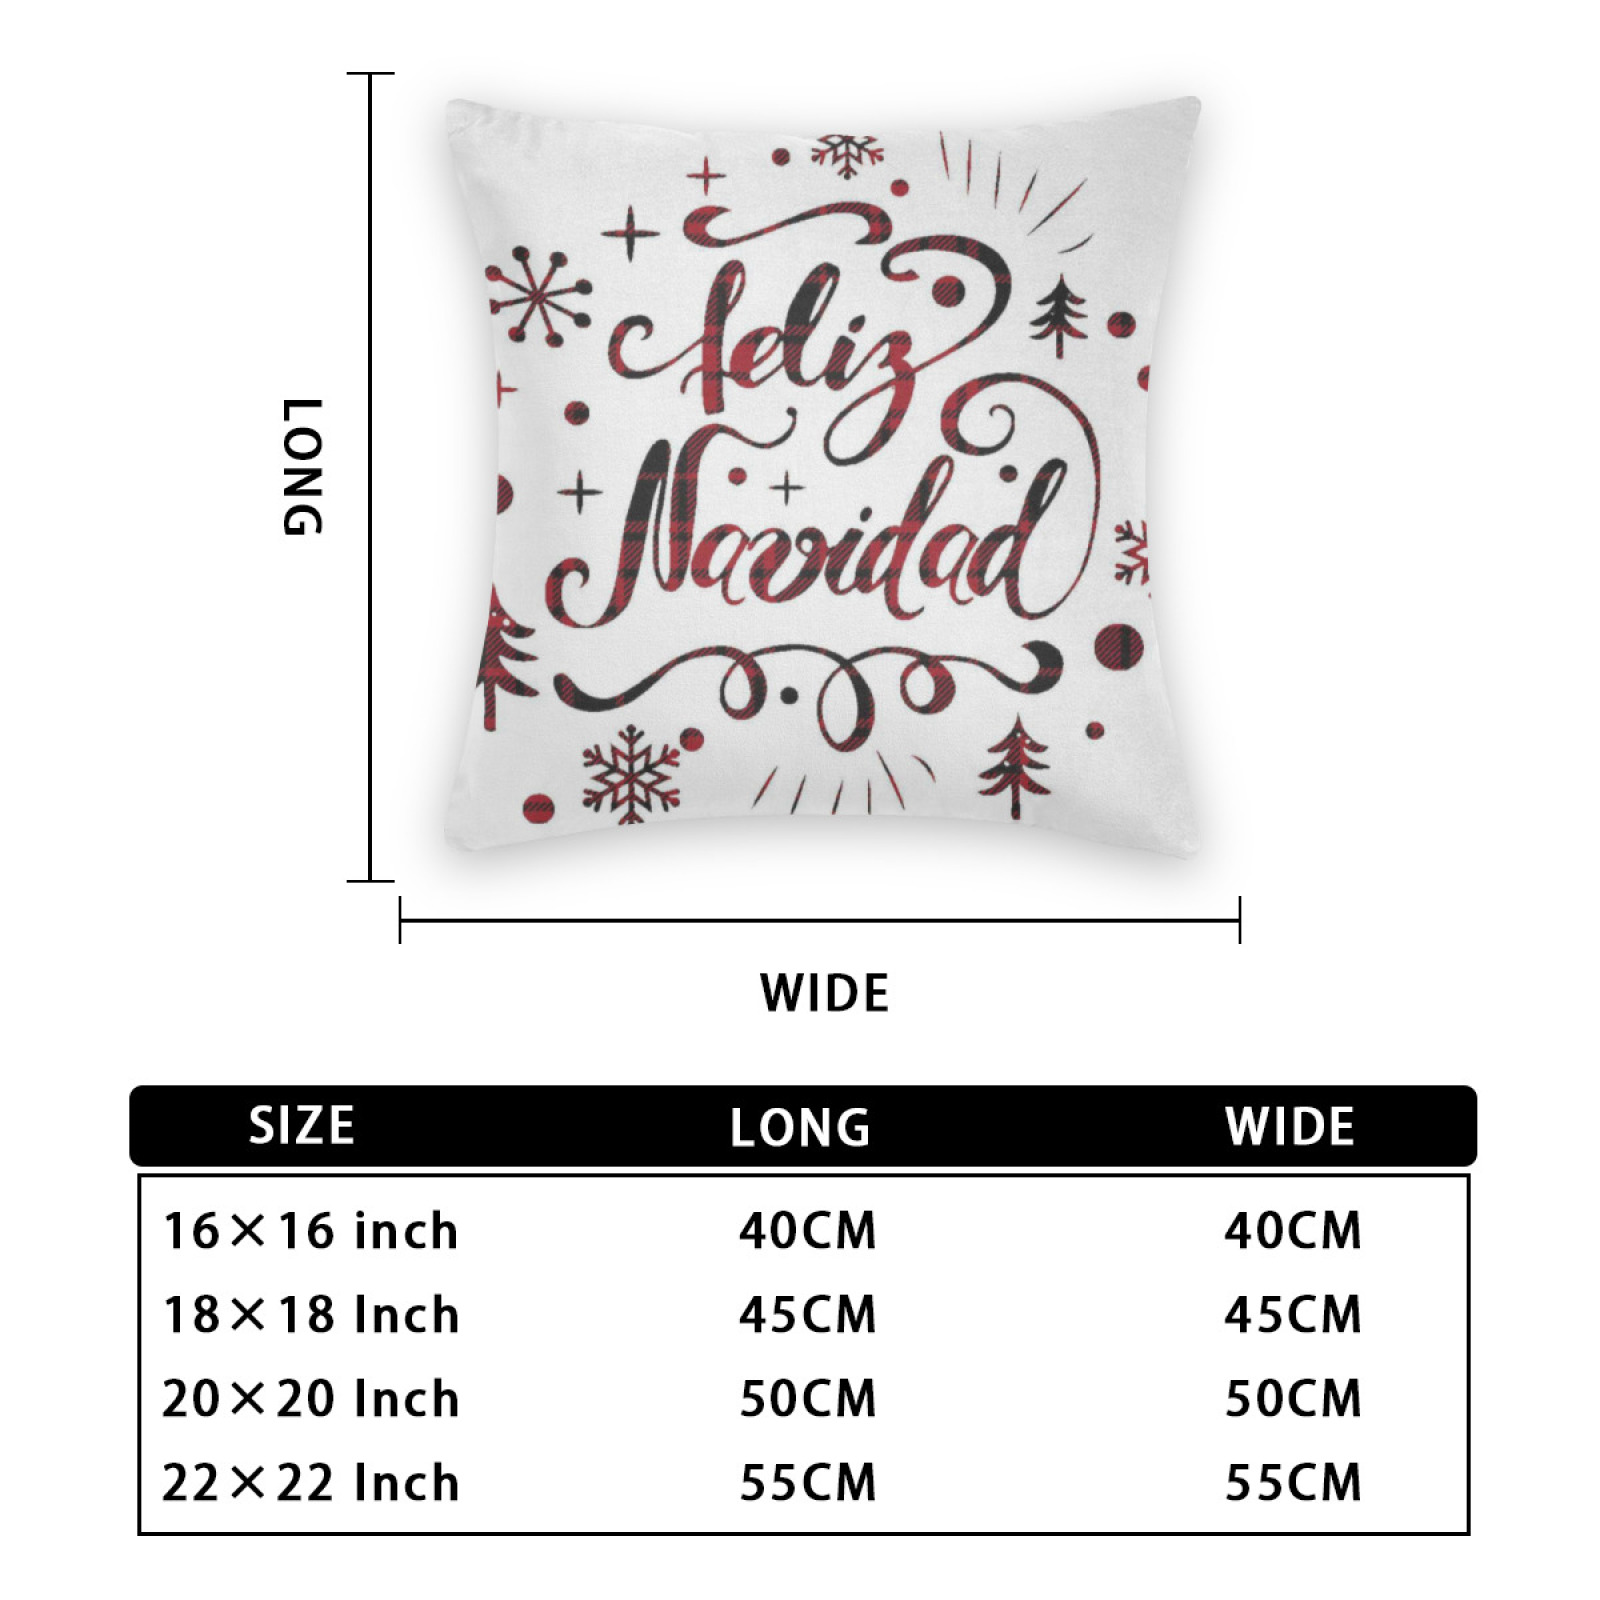 Feliz
Navidad
LONG
WIDE
SIZE LONG WIDE
16×16 inch 40CM 40CM
18×18 Inch 45CM 45CM
20×20 Inch 50CM 50CM
22×22 Inch 55CM 55CM